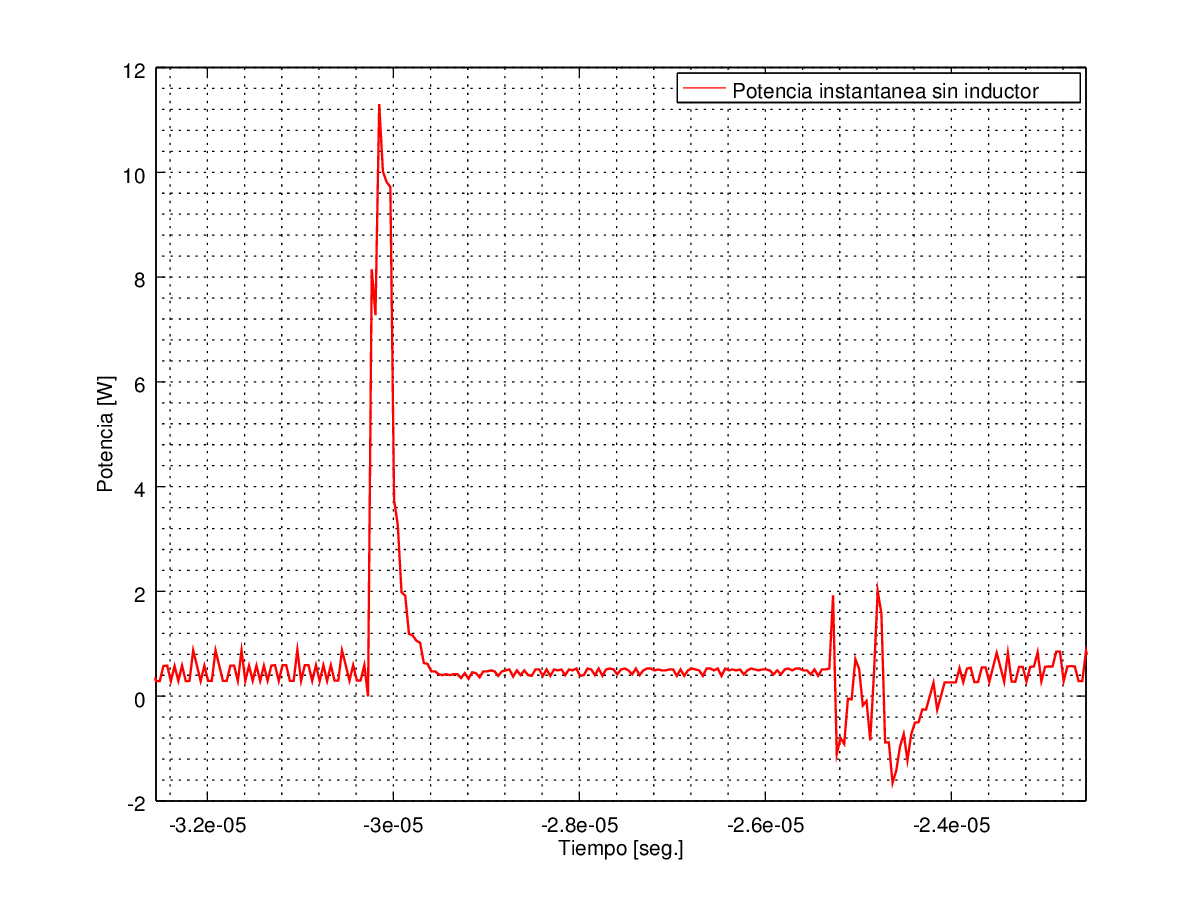 12
Potencia instantanea sin inductor
10
8
6
4
2
0
-2
Potencia [W]
-3.2e-05 -3e-05 -2.8e-05 -2.6e-05 -2.4e-05
Tiempo [seg.]